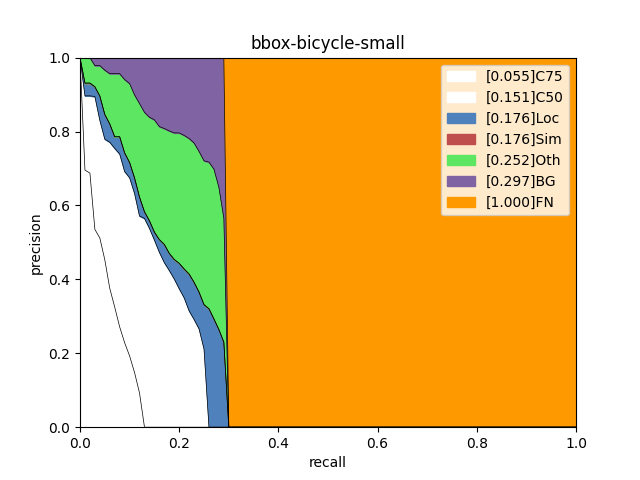 bbox-bicycle-small
[0.055]C75
[0.151]C50
[0.176]Loc
[0.176]Sim
[0.252]Oth
[0.297]BG
[1.000]FN
precision
1.0
0.8
0.6
0.4
0.2
0.0
0.0 0.2 0.4 0.6 0.8 1.0
recall